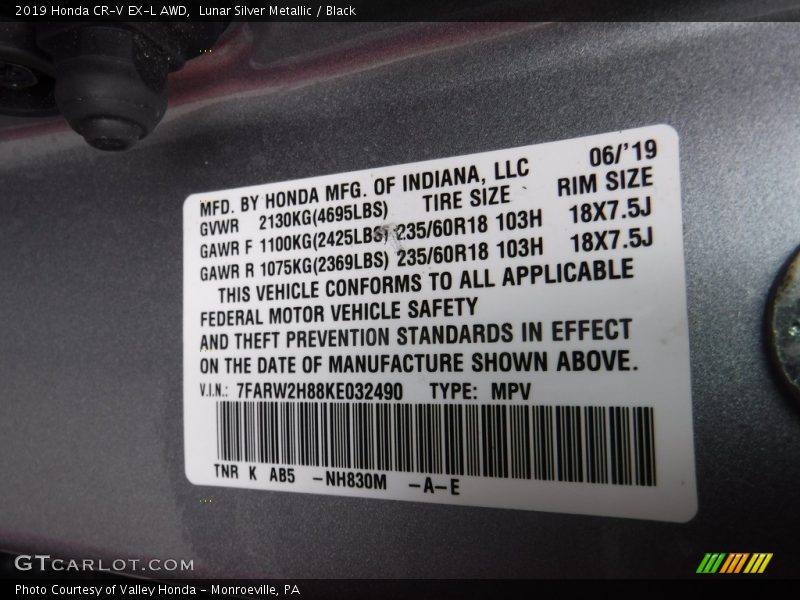 2019 Honda CR-V EX-L AWD,  Lunar Silver Metallic / Black
MFD. BY HONDA MFG. OF INDIANA, LLC 06/'19
GVWR 2130KG(4695LBS) TIRE SIZE RIM SIZE
GAWR F 1100KG(2425LBS) 235/60R18 103H 18X7.5J
GAWR R 1075KG(2369LBS) 235/60R18 103H 18X7.5J
THIS VEHICLE CONFORMS TO ALL APPLICABLE
FEDERAL MOTOR VEHICLE SAFETY
AND THEFT PREVENTION STANDARDS IN EFFECT
ON THE DATE OF MANUFACTURE SHOWN ABOVE.
V.I.N.: 7FARW2H88KE032490 TYPE: MPV
TNR K AB5 -NH830M -A-E
GTCARLOT.COM
Photo Courtesy of Valley Honda - Monroeville, PA